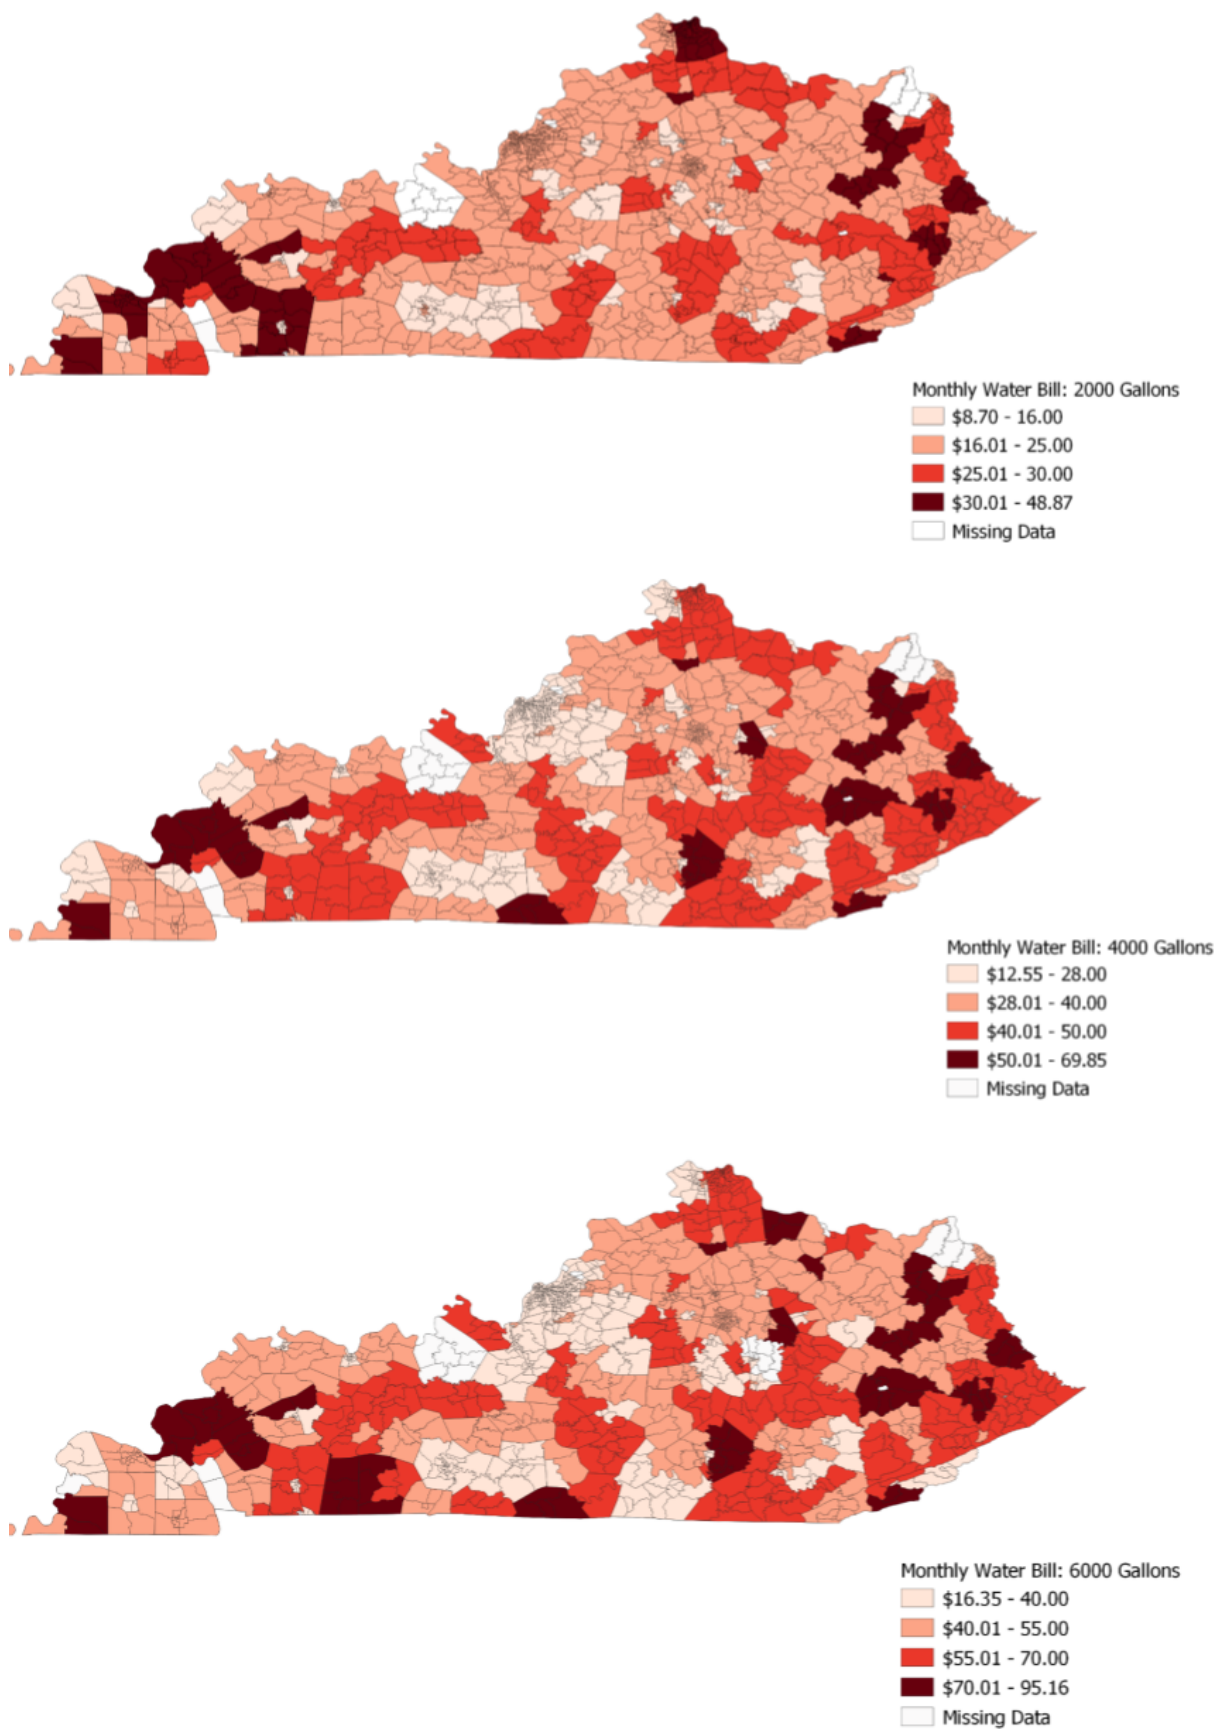 Monthly Water Bill: 2000 Gallons
$8.70 - 16.00
$16.01 - 25.00
$25.01 - 30.00
$30.01 - 48.87
Missing Data
Monthly Water Bill: 4000 Gallons
$12.55 - 28.00
$28.01 - 40.00
$40.01 - 50.00
$50.01 - 69.85
Missing Data
Monthly Water Bill: 6000 Gallons
$16.35 - 40.00
$40.01 - 55.00
$55.01 - 70.00
$70.01 - 95.16
Missing Data